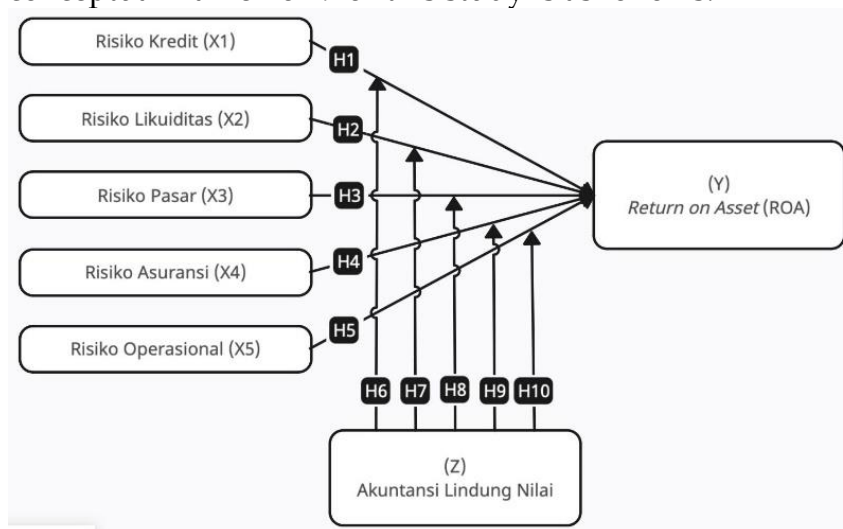 Risiko Kredit (X1)
H1
Risiko Likuiditas (X2)
H2
Risiko Pasar (X3)
H3
Risiko Asuransi (X4)
H4
Risiko Operasional (X5)
H5
(Y)
Return on Asset (ROA)
H6 H7 H8 H9 H10
(Z)
Akuntansi Lindung Nilai